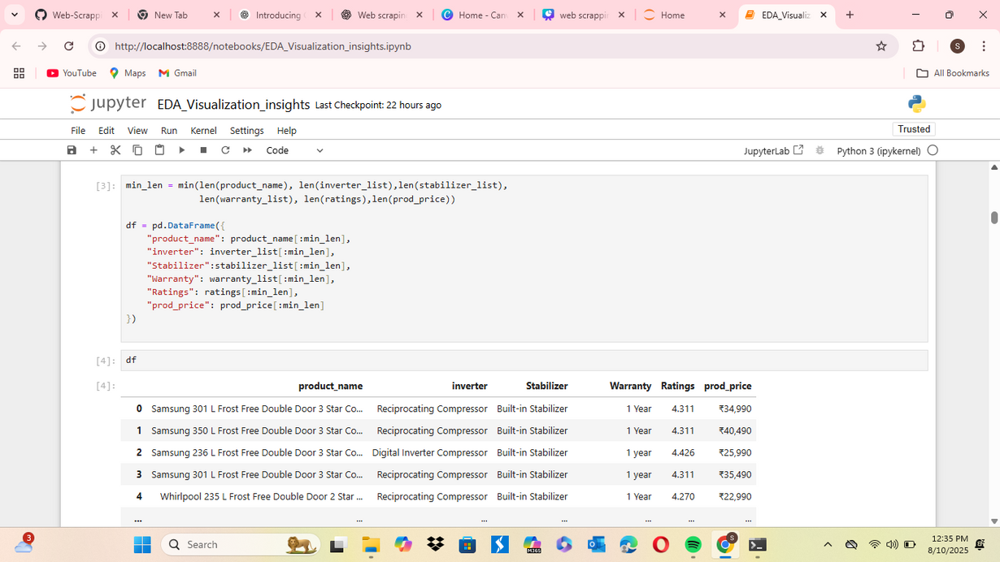 Web-Scrapp
New Tab
Introducing
Web scrapin
Home - Can
web scrappin
Home
EDA_Visualiz
http://localhost:8888/notebooks/EDA_Visualization_insights.ipynb
S
YouTube
Maps
Gmail
All Bookmarks
jupyter EDA_Visualization_insights Last Checkpoint: 22 hours ago
File Edit View Run Kernel Settings Help
Trusted
Code
JupyterLab
Python 3 (ipykernel)
[3]:
min_len = min(len(product_name), len(inverter_list),len(stabilizer_list),
len(warranty_list), len(ratings),len(prod_price))
df = pd.DataFrame({
"product_name": product_name[:min_len],
"inverter": inverter_list[:min_len],
"Stabilizer":stabilizer_list[:min_len],
"Warranty": warranty_list[:min_len],
"Ratings": ratings[:min_len],
"prod_price": prod_price[:min_len]
})
[4]: df
[4]: product_name inverter Stabilizer Warranty Ratings prod_price
0 Samsung 301 L Frost Free Double Door 3 Star Co... Reciprocating Compressor Built-in Stabilizer 1 Year 4.311 ₹34,990
1 Samsung 350 L Frost Free Double Door 3 Star Co... Reciprocating Compressor Built-in Stabilizer 1 Year 4.311 ₹40,490
2 Samsung 236 L Frost Free Double Door 3 Star Co... Digital Inverter Compressor Built-in Stabilizer 1 year 4.426 ₹25,990
3 Samsung 301 L Frost Free Double Door 3 Star Co... Reciprocating Compressor Built-in Stabilizer 1 year 4.311 ₹35,490
4 Whirlpool 235 L Frost Free Double Door 2 Star ... Reciprocating Compressor Built-in Stabilizer 1 Year 4.270 ₹22,990
... ... ... ... ... ... ...
3
Search
M365
S
12:35 PM
8/10/2025